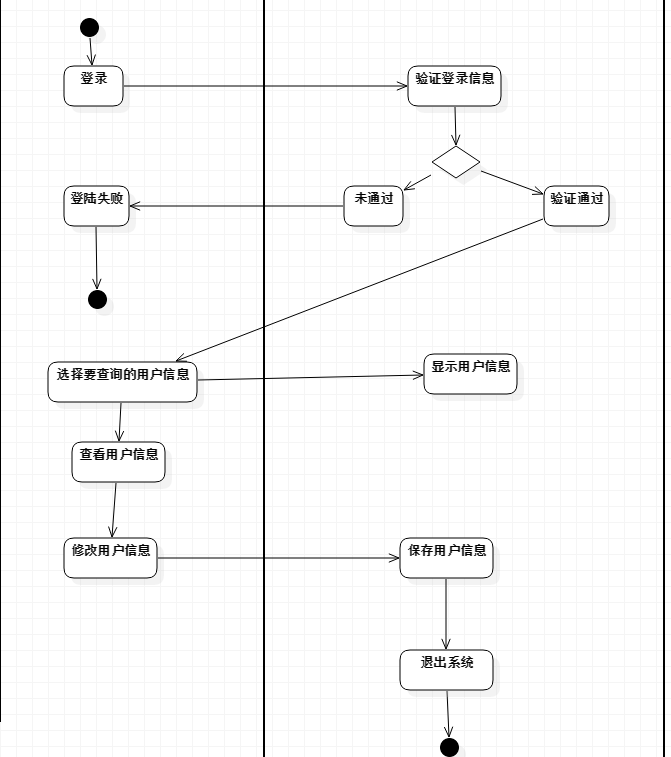 登录
验证登录信息
登陆失败
未通过
验证通过
选择要查询的用户信息
显示用户信息
查看用户信息
修改用户信息
保存用户信息
退出系统